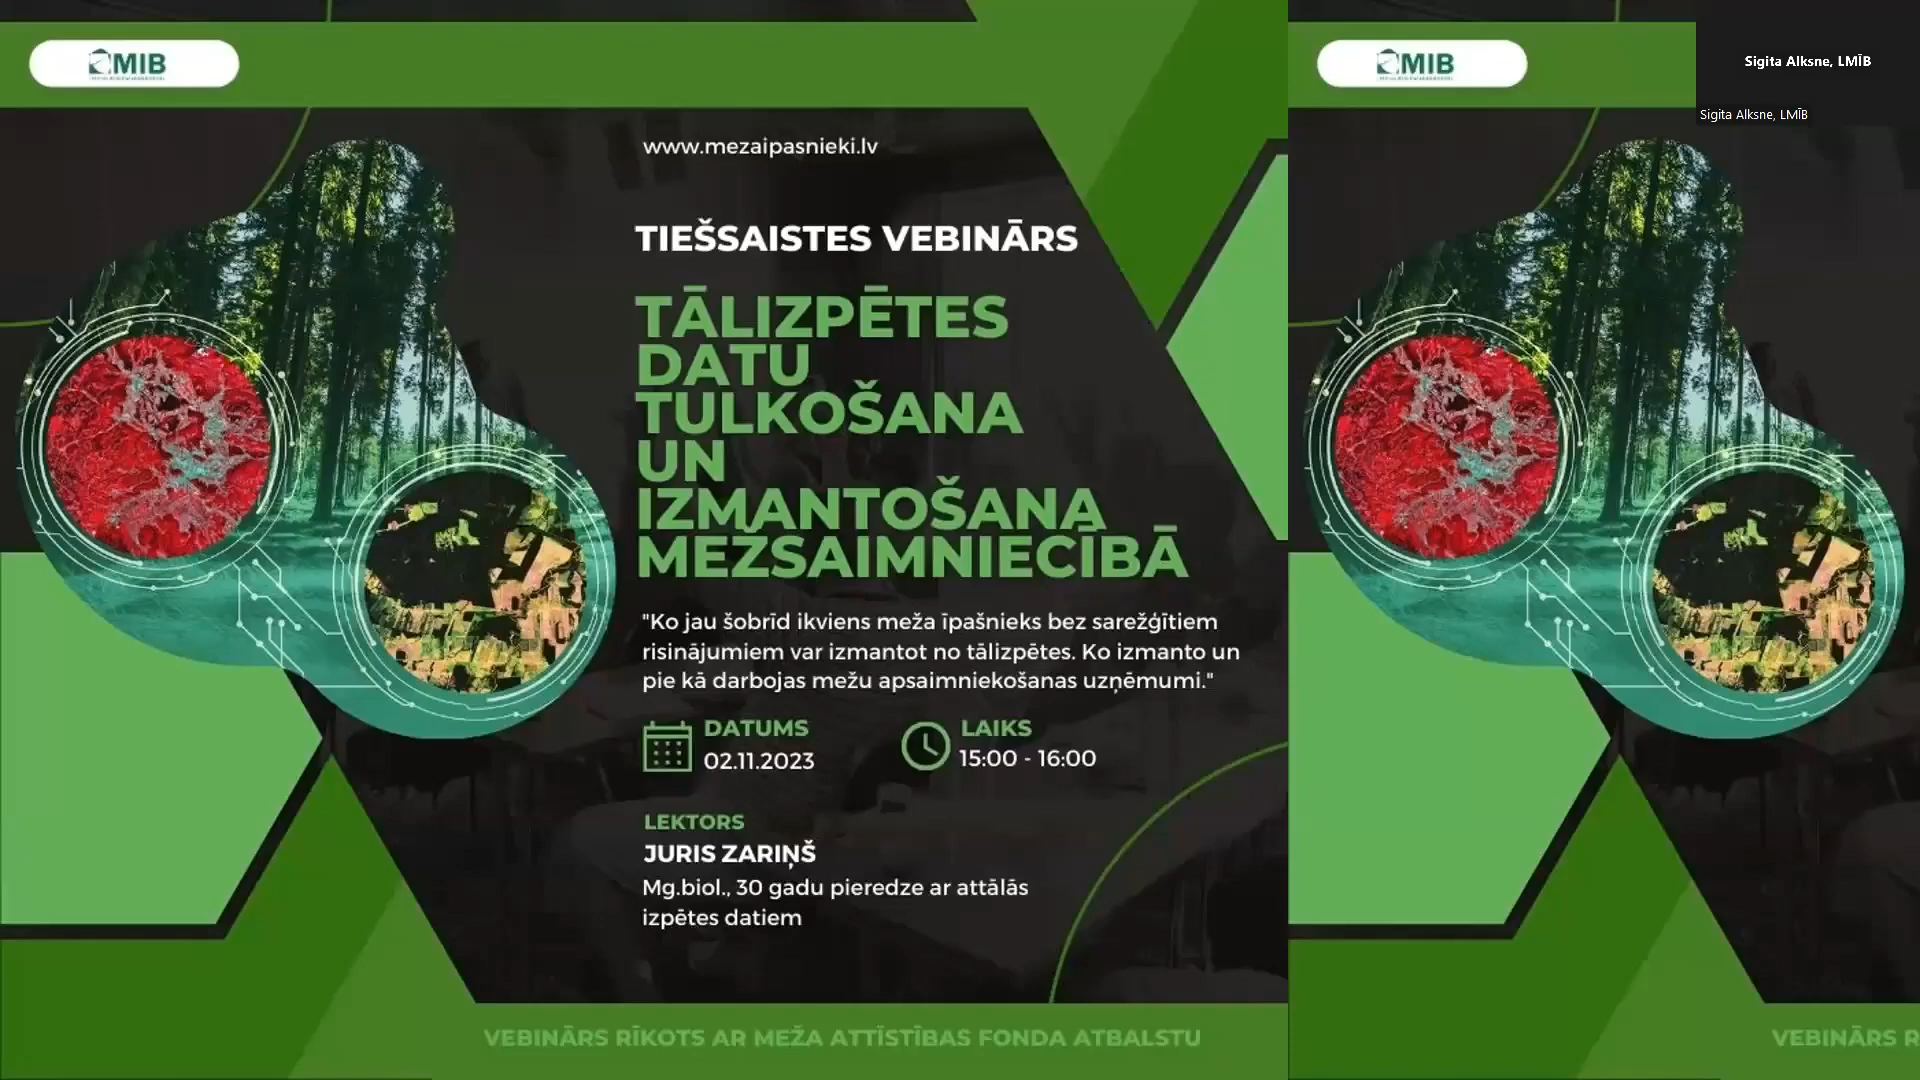 MIB
www.mezaipasnieki.lv
TIEŠSAISTES VEBINĀRS
TĀLIZPĒTES
DATU
TULKOŠANA
UN
IZMANTOŠANA
MEŽSAIMNIECĪBĀ
"Ko jau šobrīd ikviens meža īpašnieks bez sarežģītiem
risinājumiem var izmantot no tālizpētes. Ko izmanto un
pie kā darbojas mežu apsaimniekošanas uzņēmumi."
DATUMS
02.11.2023
LAIKS
15:00 - 16:00
LEKTORS
JURIS ZARIŅŠ
Mg.biol., 30 gadu pieredze ar attālās
izpētes datiem
VEBINĀRS RĪKOTS AR MEŽA ATTĪSTĪBAS FONDA ATBALSTU
MIB
Sigita Alksne, LMĪB
Sigita Alksne, LMĪB
VEBINĀRS R